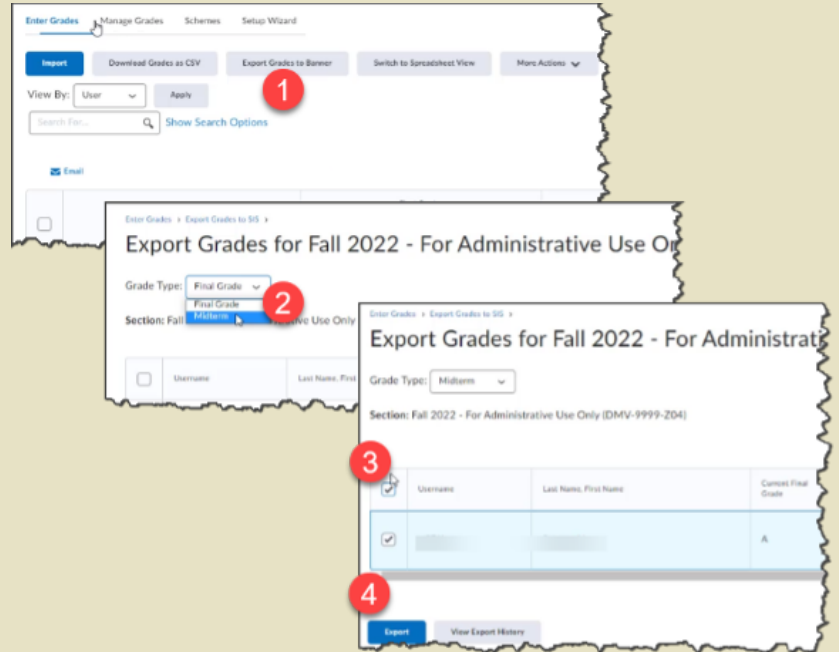 Enter Grades Manage Grades Schemes Setup Wizard
Import Download Grades as CSV Export Grades to Banner Switch to Spreadsheet View More Actions
1
View By: User Apply
Search For... Show Search Options
Email
Enter Grades › Export Grades to SIS ›
Export Grades for Fall 2022 - For Administrative Use
Grade Type: Final Grade
Final Grade
2
Midterm
Section: Fall Use Only
Username Last Name, First
Enter Grades › Export Grades to SIS ›
Export Grades for Fall 2022 - For
Grade Type: Midterm
Section: Fall 2022 - For Administrative Use Only (DMV-9999-Z04)
3
Username Last Name, First Name Current Final
Grade
A
4
Export View Export History